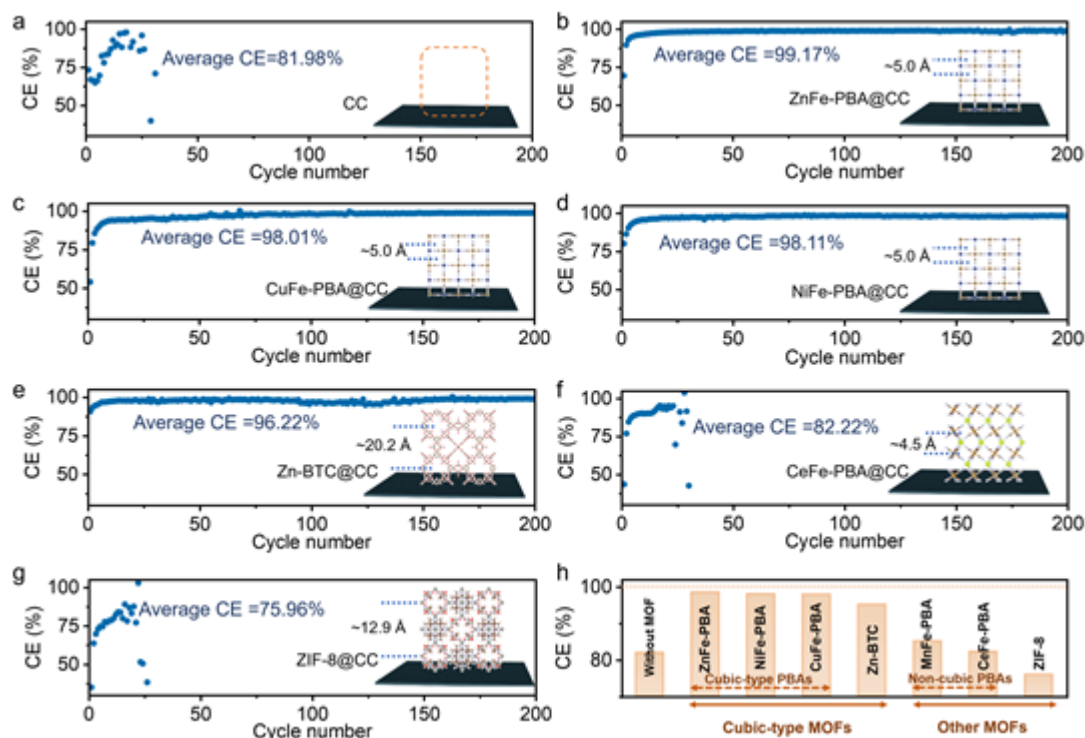 a
CE (%)
100
75
50
Average CE=81.98%
CC
0
50
100
150
200
Cycle number
b
CE (%)
100
75
50
Average CE =99.17%
~5.0 Å
ZnFe-PBA@CC
0
50
100
150
200
Cycle number
c
CE (%)
100
75
50
Average CE =98.01%
~5.0 Å
CuFe-PBA@CC
0
50
100
150
200
Cycle number
d
CE (%)
100
75
50
Average CE =98.11%
~5.0 Å
NiFe-PBA@CC
0
50
100
150
200
Cycle number
e
CE (%)
100
75
50
Average CE =96.22%
~20.2 Å
Zn-BTC@CC
0
50
100
150
200
Cycle number
f
CE (%)
100
75
50
Average CE =82.22%
~4.5 Å
CeFe-PBA@CC
0
50
100
150
200
Cycle number
g
CE (%)
100
75
50
Average CE =75.96%
~12.9 Å
ZIF-8@CC
0
50
100
150
200
Cycle number
h
CE (%)
100
80
Without MOF
ZnFe-PBA
NiFe-PBA
CuFe-PBA
Zn-BTC
MnFe-PBA
CeFe-PBA
ZIF-8
Cubic-type PBAs
Non-cubic PBAs
Cubic-type MOFs
Other MOFs